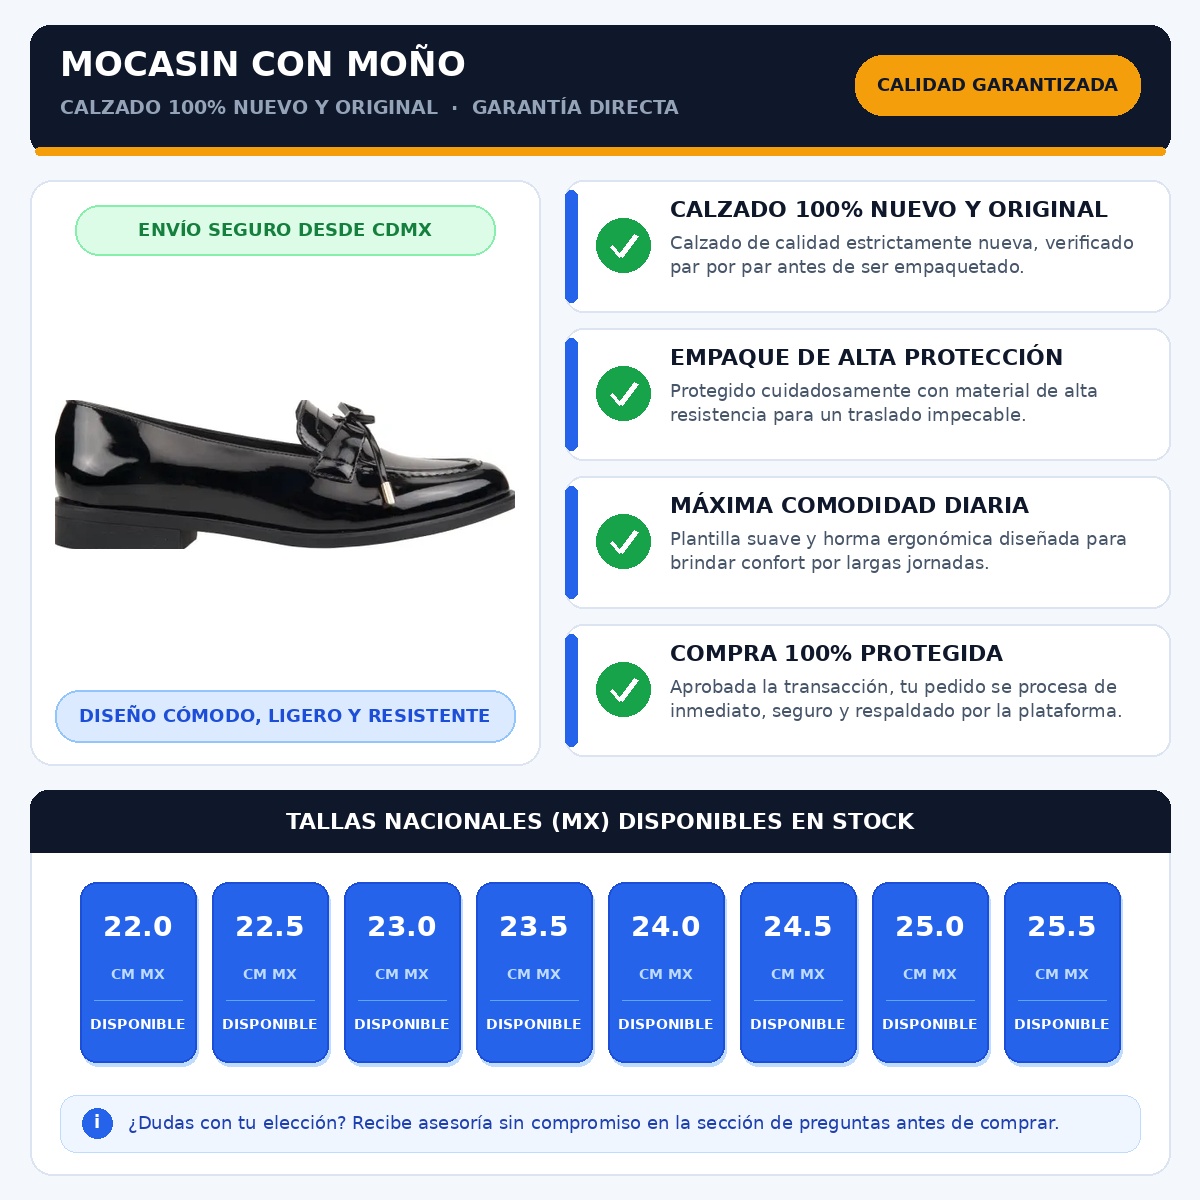 MOCASIN CON MOÑO
CALZADO 100% NUEVO Y ORIGINAL · GARANTÍA DIRECTA
CALIDAD GARANTIZADA
ENVÍO SEGURO DESDE CDMX
DISEÑO CÓMODO, LIGERO Y RESISTENTE
CALZADO 100% NUEVO Y ORIGINAL
Calzado de calidad estrictamente nueva, verificado
par por par antes de ser empaquetado.
EMPAQUE DE ALTA PROTECCIÓN
Protegido cuidadosamente con material de alta
resistencia para un traslado impecable.
MÁXIMA COMODIDAD DIARIA
Plantilla suave y horma ergonómica diseñada para
brindar confort por largas jornadas.
COMPRA 100% PROTEGIDA
Aprobada la transacción, tu pedido se procesa de
inmediato, seguro y respaldado por la plataforma.
TALLAS NACIONALES (MX) DISPONIBLES EN STOCK
22.0 22.5 23.0 23.5 24.0 24.5 25.0 25.5
CM MX CM MX CM MX CM MX CM MX CM MX CM MX CM MX
DISPONIBLE DISPONIBLE DISPONIBLE DISPONIBLE DISPONIBLE DISPONIBLE DISPONIBLE DISPONIBLE
i ¿Dudas con tu elección? Recibe asesoría sin compromiso en la sección de preguntas antes de comprar.